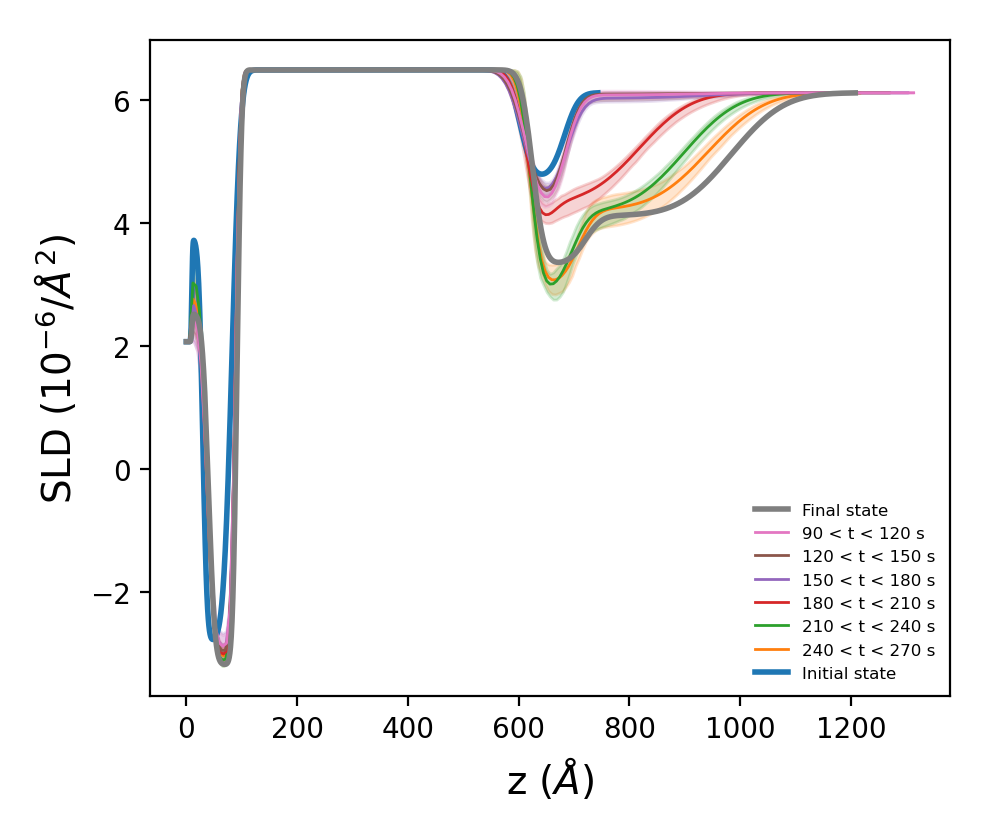 SLD (10⁻⁶/Å²)
6
4
2
0
−2
0 200 400 600 800 1000 1200
z (Å)
Final state
90 < t < 120 s
120 < t < 150 s
150 < t < 180 s
180 < t < 210 s
210 < t < 240 s
240 < t < 270 s
Initial state